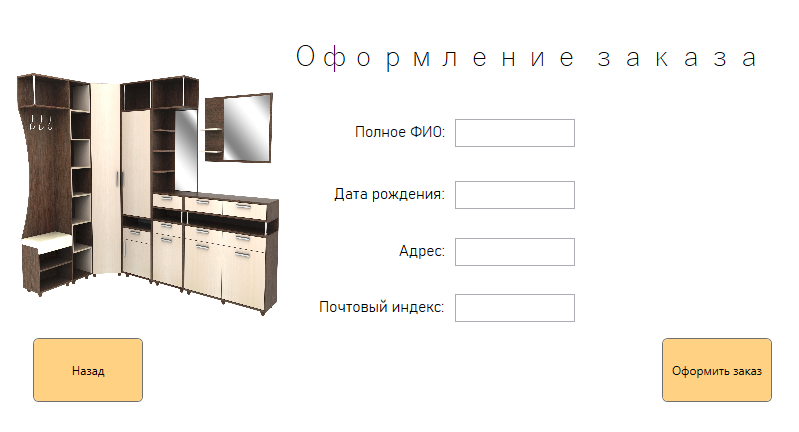 Оформление заказа
Полное ФИО:
Дата рождения:
Адрес:
Почтовый индекс:
Назад
Оформить заказ